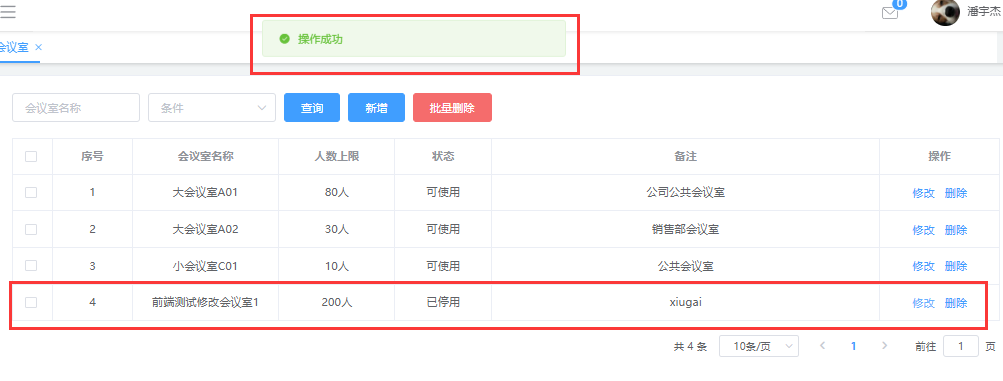 0
潘宇杰
操作成功
会议室 ×
会议室名称 条件 查询 新增 批量删除
序号 会议室名称 人数上限 状态 备注 操作
1 大会议室A01 80人 可使用 公司公共会议室 修改 删除
2 大会议室A02 30人 可使用 销售部会议室 修改 删除
3 小会议室C01 10人 可使用 公共会议室 修改 删除
4 前端测试修改会议室1 200人 已停用 xiugai 修改 删除
共 4 条 10条/页 < 1 > 前往 1 页